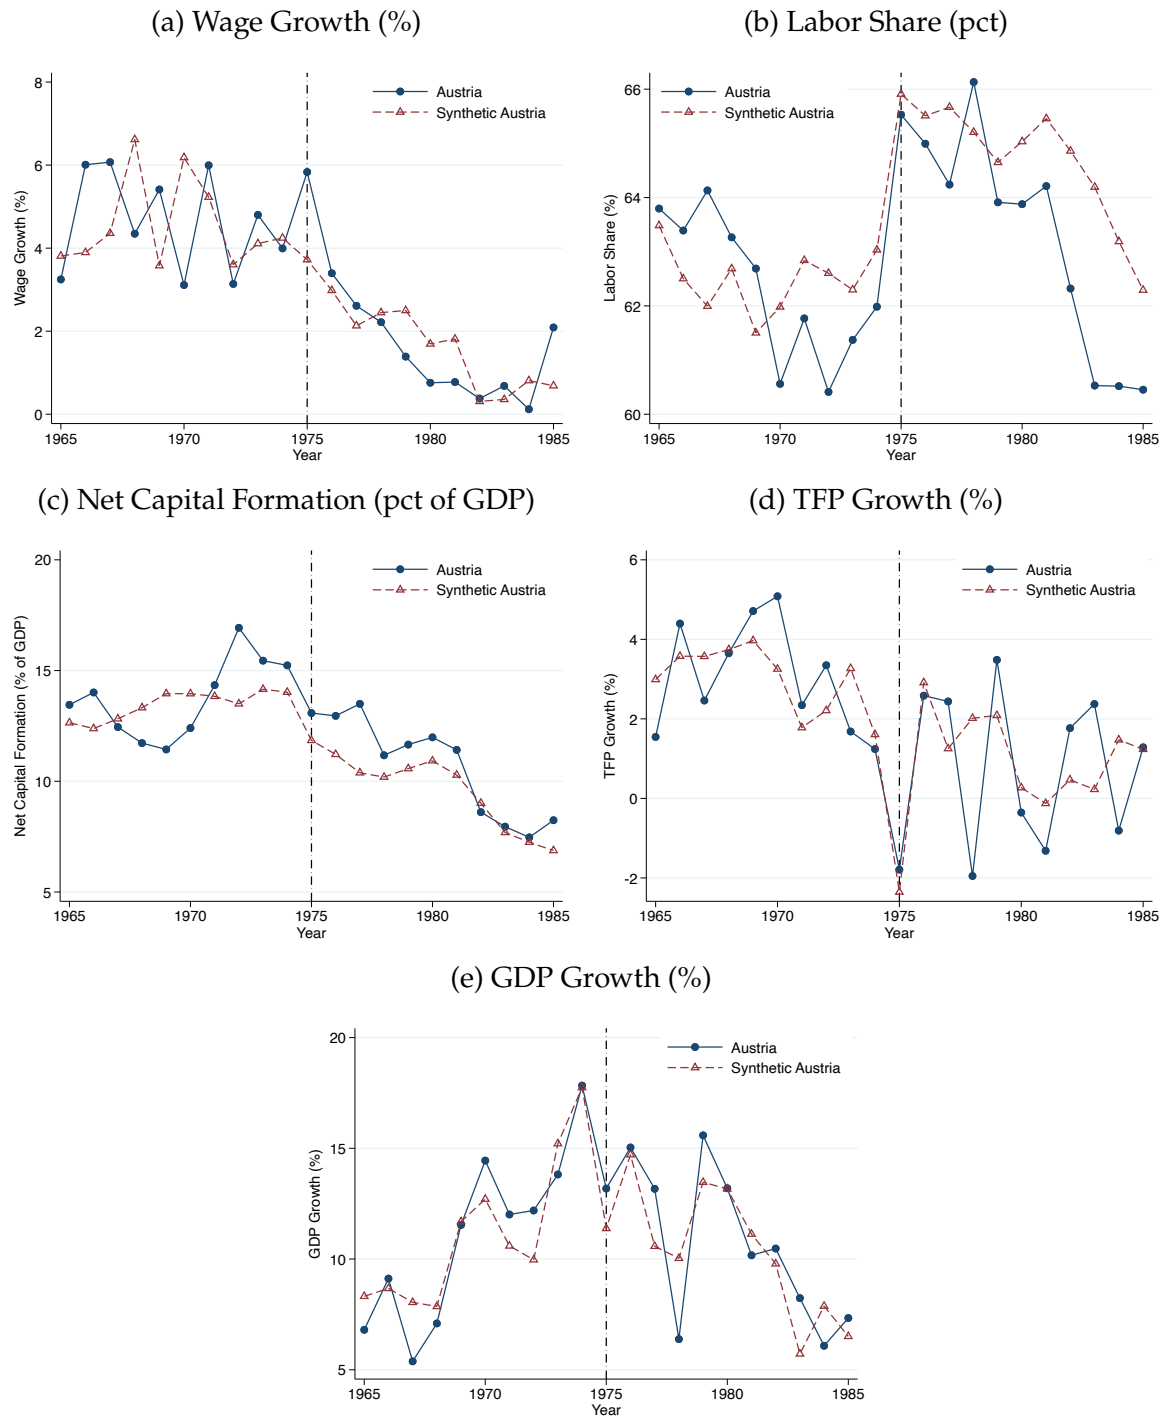 (a) Wage Growth (%)
8
6
4
2
0
Wage Growth (%)
Austria
Synthetic Austria
1965 1970 1975 1980 1985
Year
(b) Labor Share (pct)
66
64
62
60
Labor Share (%)
Austria
Synthetic Austria
1965 1970 1975 1980 1985
Year
(c) Net Capital Formation (pct of GDP)
20
15
10
5
Net Capital Formation (% of GDP)
Austria
Synthetic Austria
1965 1970 1975 1980 1985
Year
(d) TFP Growth (%)
6
4
2
0
-2
TFP Growth (%)
Austria
Synthetic Austria
1965 1970 1975 1980 1985
Year
(e) GDP Growth (%)
20
15
10
5
GDP Growth (%)
Austria
Synthetic Austria
1965 1970 1975 1980 1985
Year